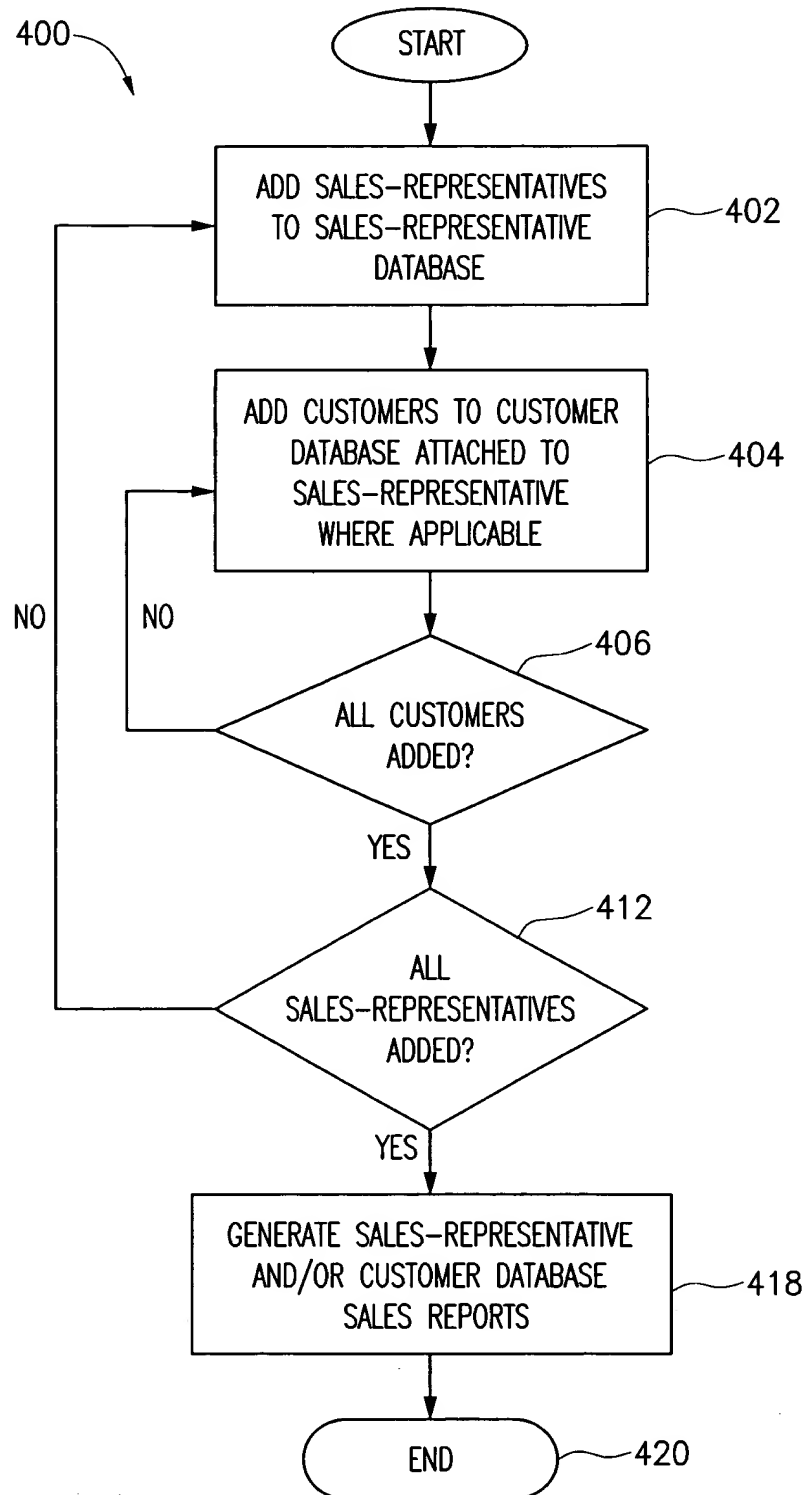 400
START
ADD SALES-REPRESENTATIVES
TO SALES-REPRESENTATIVE
DATABASE
402
ADD CUSTOMERS TO CUSTOMER
DATABASE ATTACHED TO
SALES-REPRESENTATIVE
WHERE APPLICABLE
404
NO
NO
406
ALL CUSTOMERS
ADDED?
YES
412
ALL
SALES-REPRESENTATIVES
ADDED?
YES
GENERATE SALES-REPRESENTATIVE
AND/OR CUSTOMER DATABASE
SALES REPORTS
418
END
420